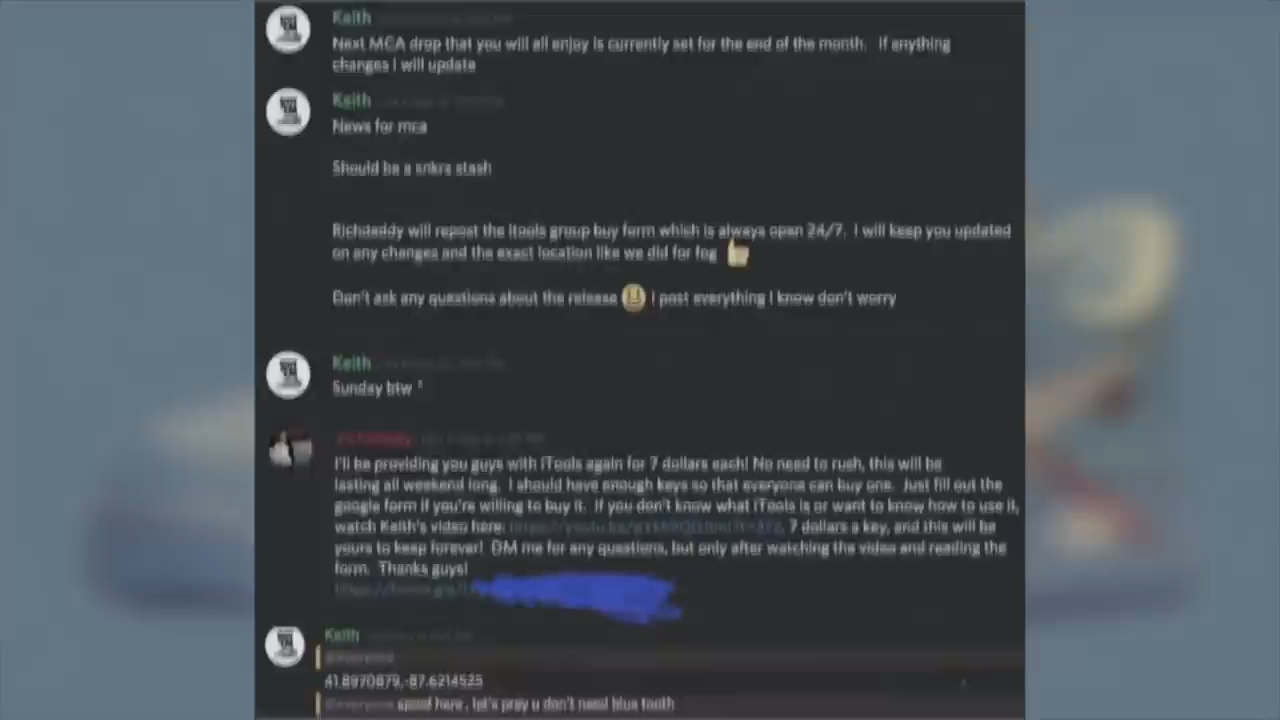 Keith
Next MCA drop that you will all enjoy is currently set for the end of the month. If anything
changes I will update
Keith
News for mca
Should be a snkrs stash
Richdaddy will repost the itools group buy form which is always open 24/7. I will keep you updated
on any changes and the exact location like we did for fog
Don't ask any questions about the release I post everything I know don't worry
Keith
Sunday btw *
I'll be providing you guys with iTools again for 7 dollars each! No need to rush, this will be
lasting all weekend long. I should have enough keys so that everyone can buy one. Just fill out the
google form if you're willing to buy it. If you don't know what iTools is or want to know how to use it,
watch Keith's video here: 7 dollars a key, and this will be
yours to keep forever! DM me for any questions, but only after watching the video and reading the
form. Thanks guys!
Keith
@everyone
41.8970879,-87.6214525
@everyone spoof here, let's pray u don't need blue tooth